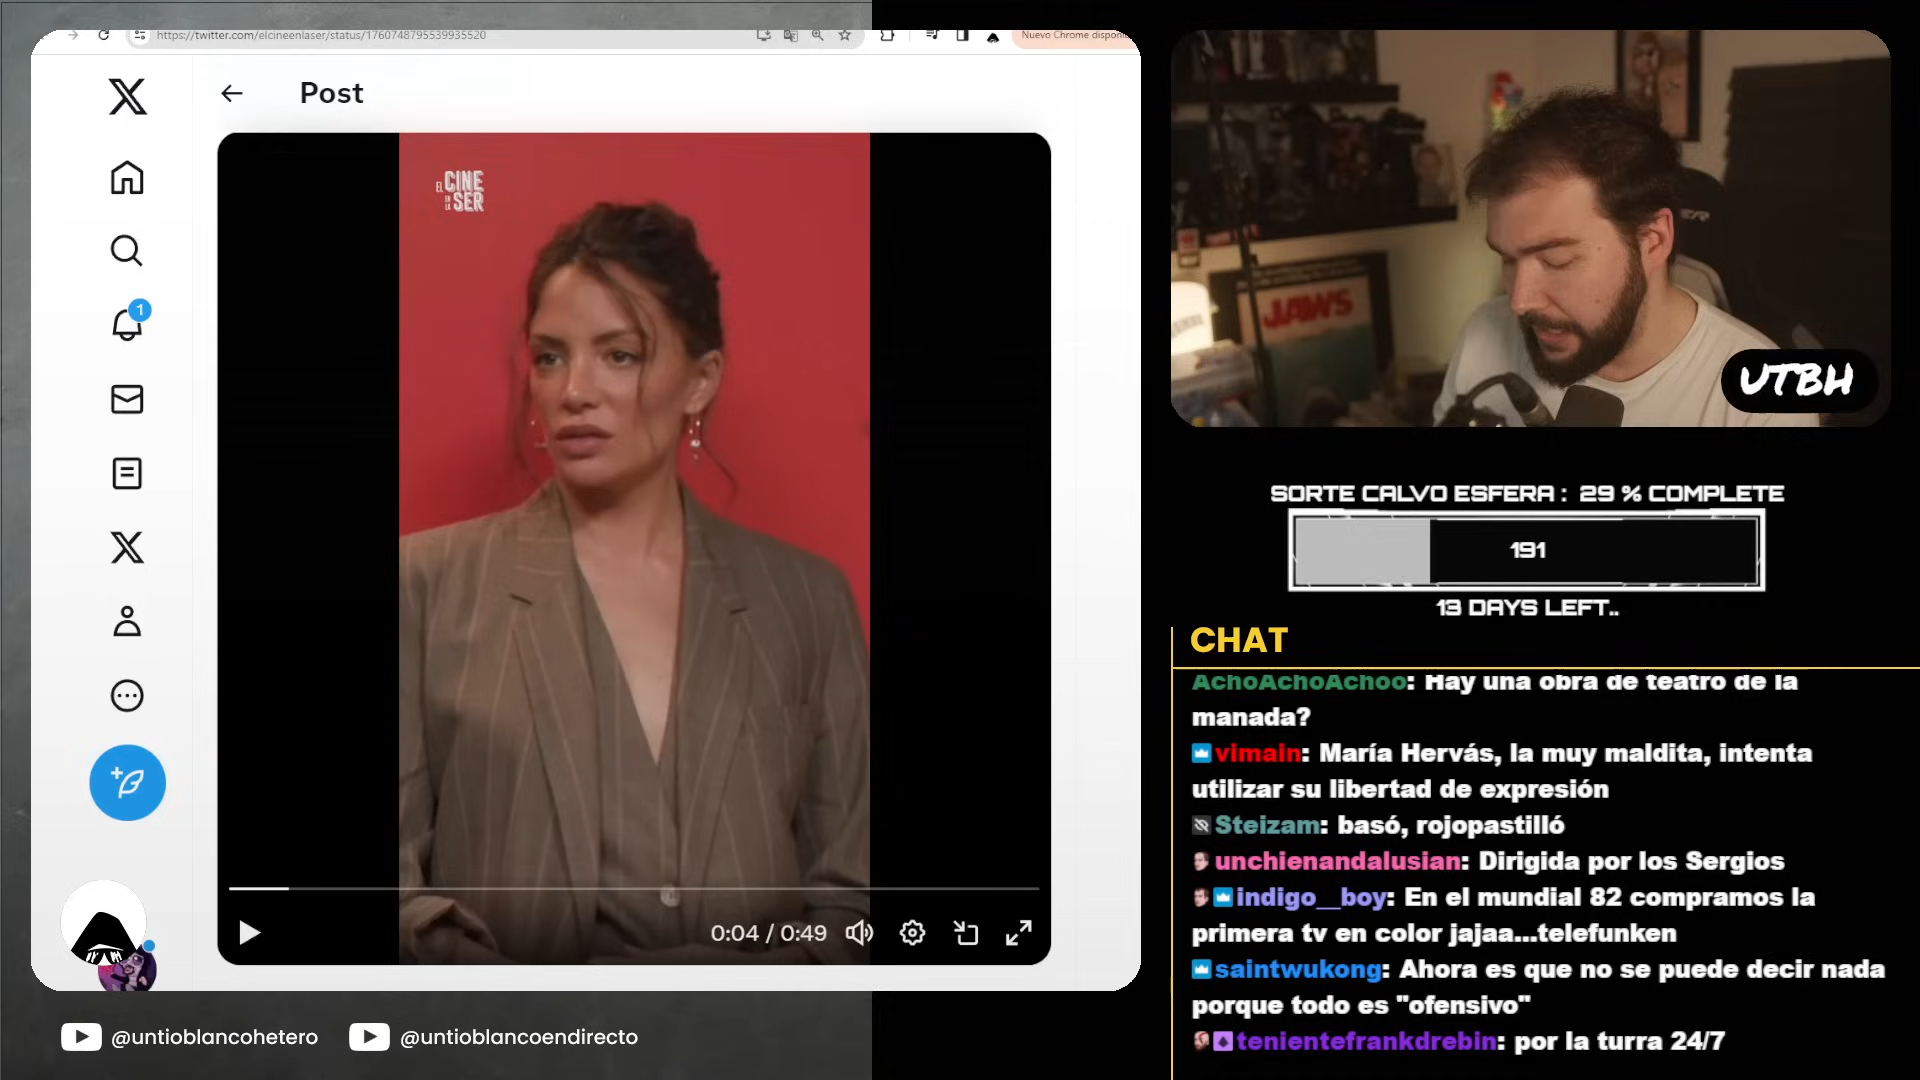 https://twitter.com/elcineenlaser/status/1760748795539935520
Nuevo Chrome disponi
Post
1
EL CINE
EN LA SER
0:04 / 0:49
JAWS
UTBH
SORTE CALVO ESFERA : 29 % COMPLETE
191
13 DAYS LEFT..
CHAT
AchoAchoAchoo: Hay una obra de teatro de la
manada?
vimain: María Hervás, la muy maldita, intenta
utilizar su libertad de expresión
Steizam: basó, rojopastilló
unchienandalusian: Dirigida por los Sergios
indigo__boy: En el mundial 82 compramos la
primera tv en color jajaa...telefunken
saintwukong: Ahora es que no se puede decir nada
porque todo es "ofensivo"
tenientefrankdrebin: por la turra 24/7
@untioblancohetero
@untioblancoendirecto